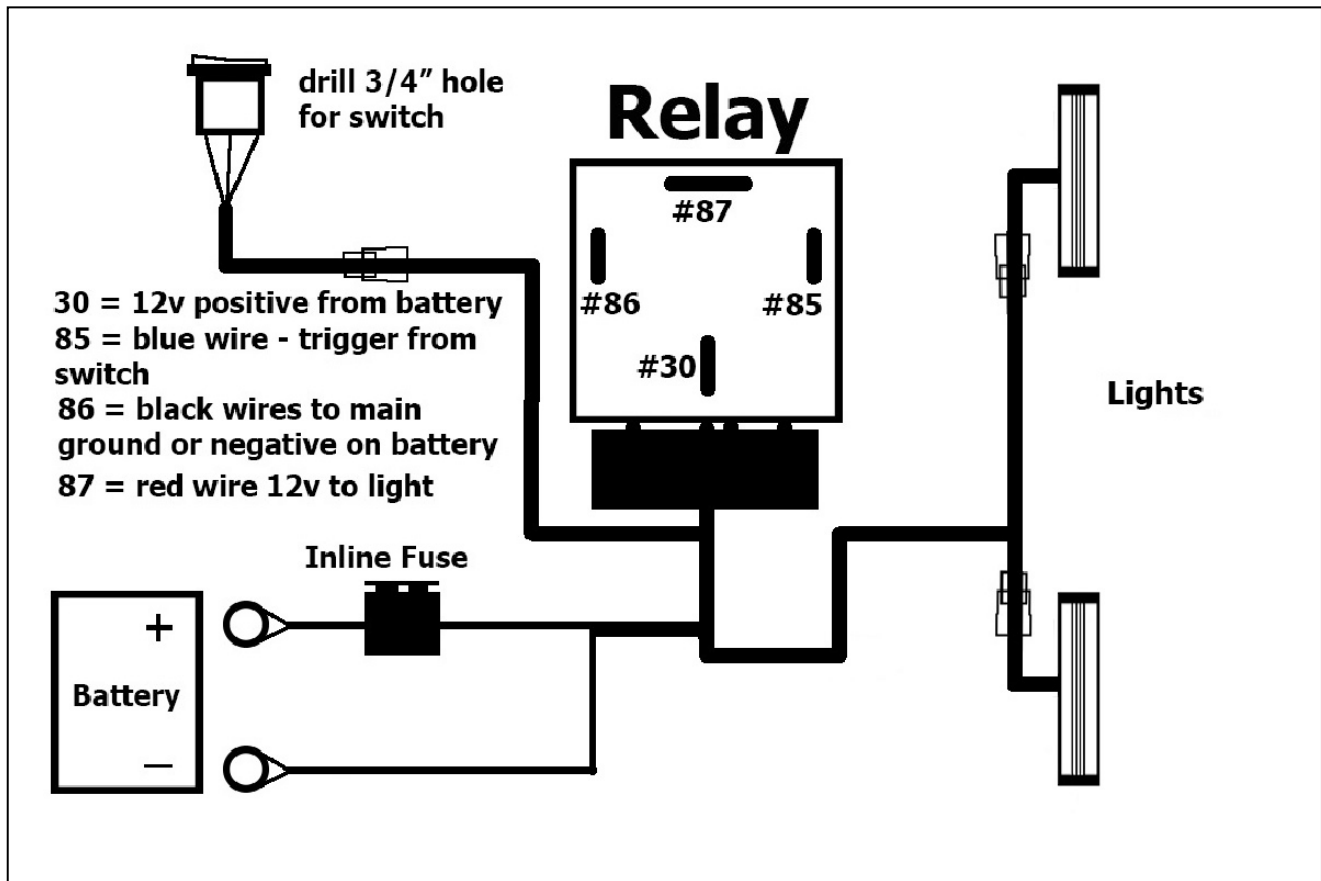 drill 3/4” hole
for switch
Relay
#87
#86
#85
#30
30 = 12v positive from battery
85 = blue wire - trigger from
switch
86 = black wires to main
ground or negative on battery
87 = red wire 12v to light
Lights
Inline Fuse
+
Battery
—